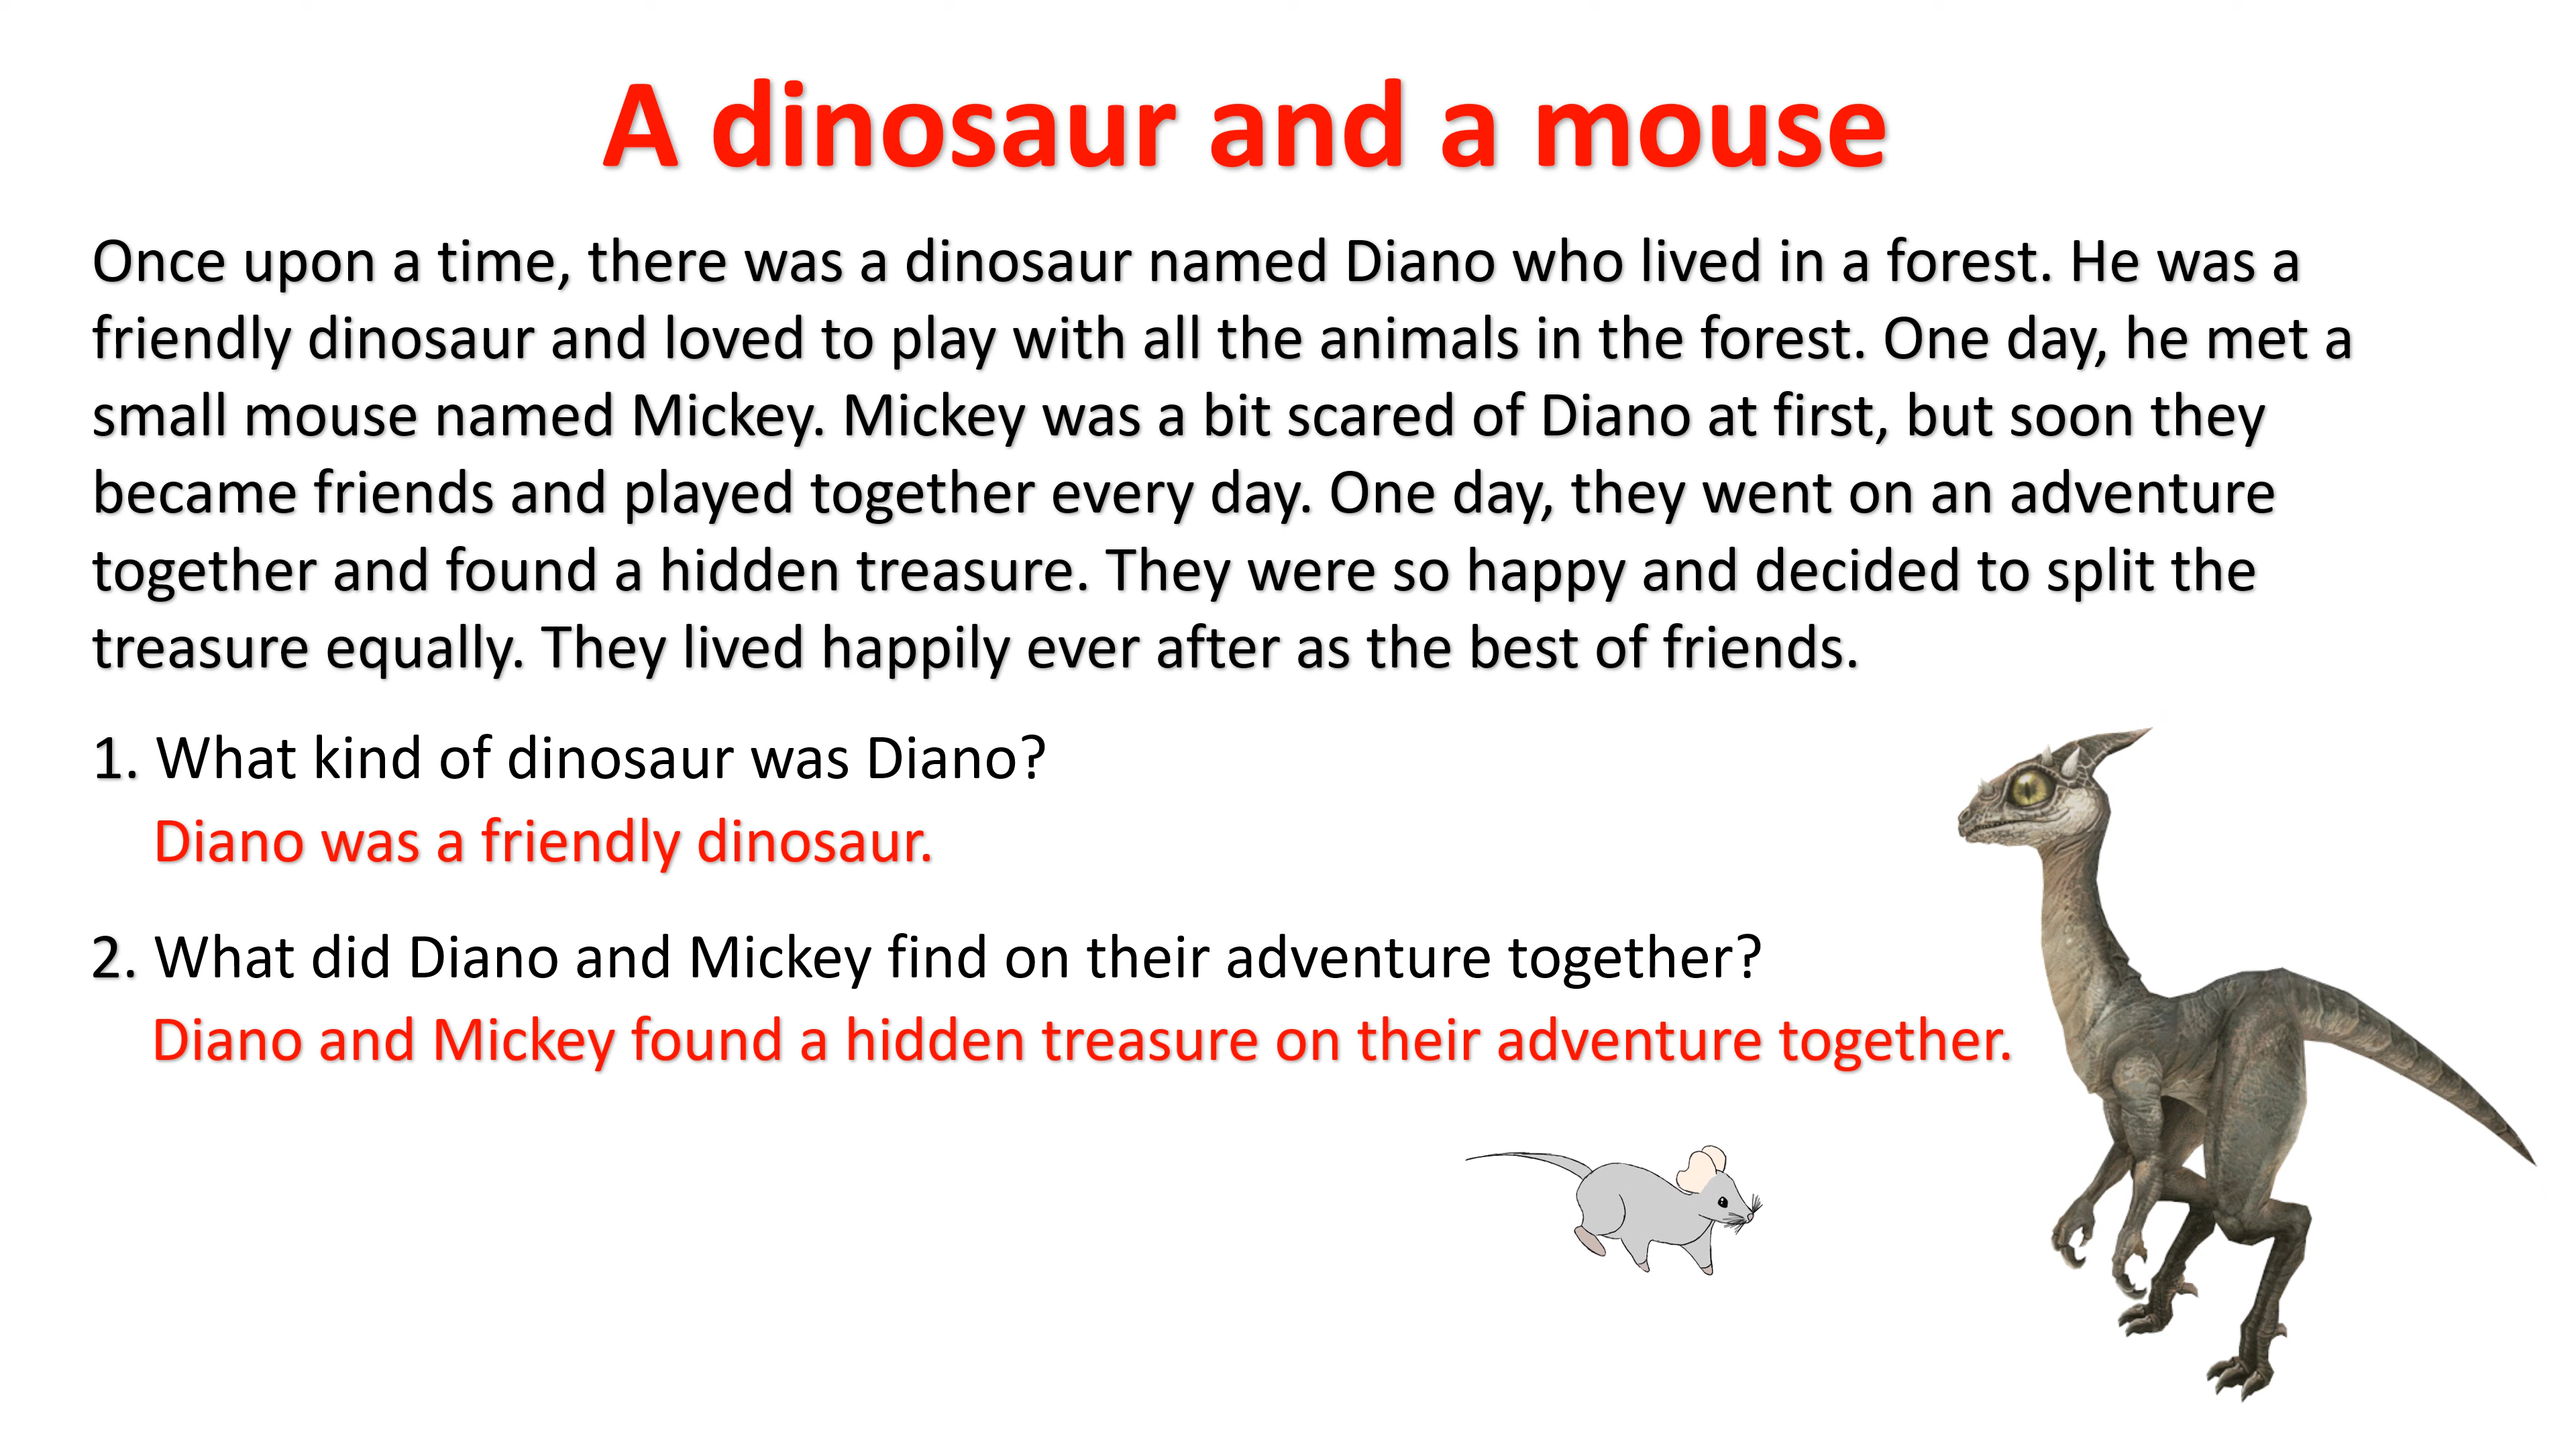 A dinosaur and a mouse
Once upon a time, there was a dinosaur named Diano who lived in a forest. He was a
friendly dinosaur and loved to play with all the animals in the forest. One day, he met a
small mouse named Mickey. Mickey was a bit scared of Diano at first, but soon they
became friends and played together every day. One day, they went on an adventure
together and found a hidden treasure. They were so happy and decided to split the
treasure equally. They lived happily ever after as the best of friends.
1. What kind of dinosaur was Diano?
Diano was a friendly dinosaur.
2. What did Diano and Mickey find on their adventure together?
Diano and Mickey found a hidden treasure on their adventure together.